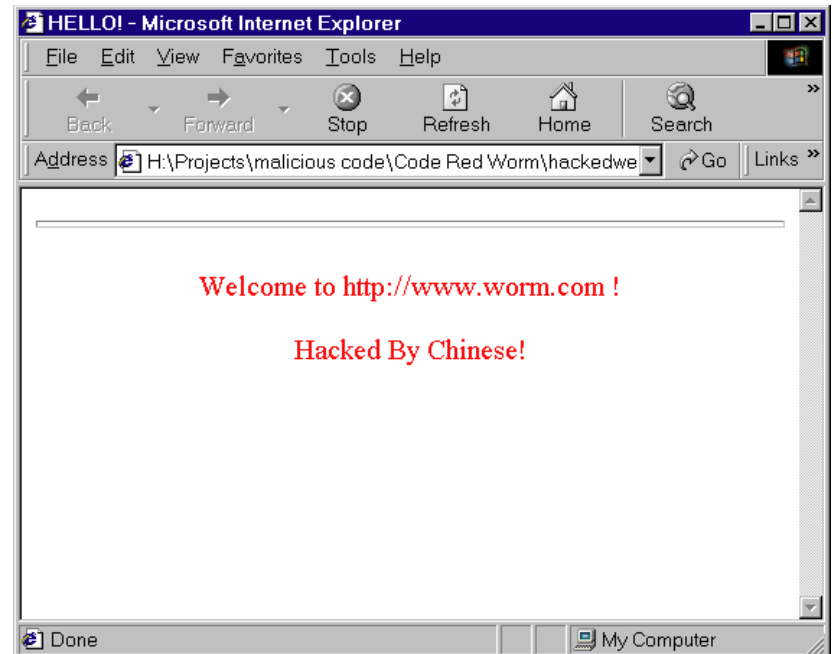 HELLO! - Microsoft Internet Explorer
File Edit View Favorites Tools Help
Back Forward Stop Refresh Home Search »
Address H:\Projects\malicious code\Code Red Worm\hackedwe Go Links »
Welcome to http://www.worm.com !
Hacked By Chinese!
Done My Computer